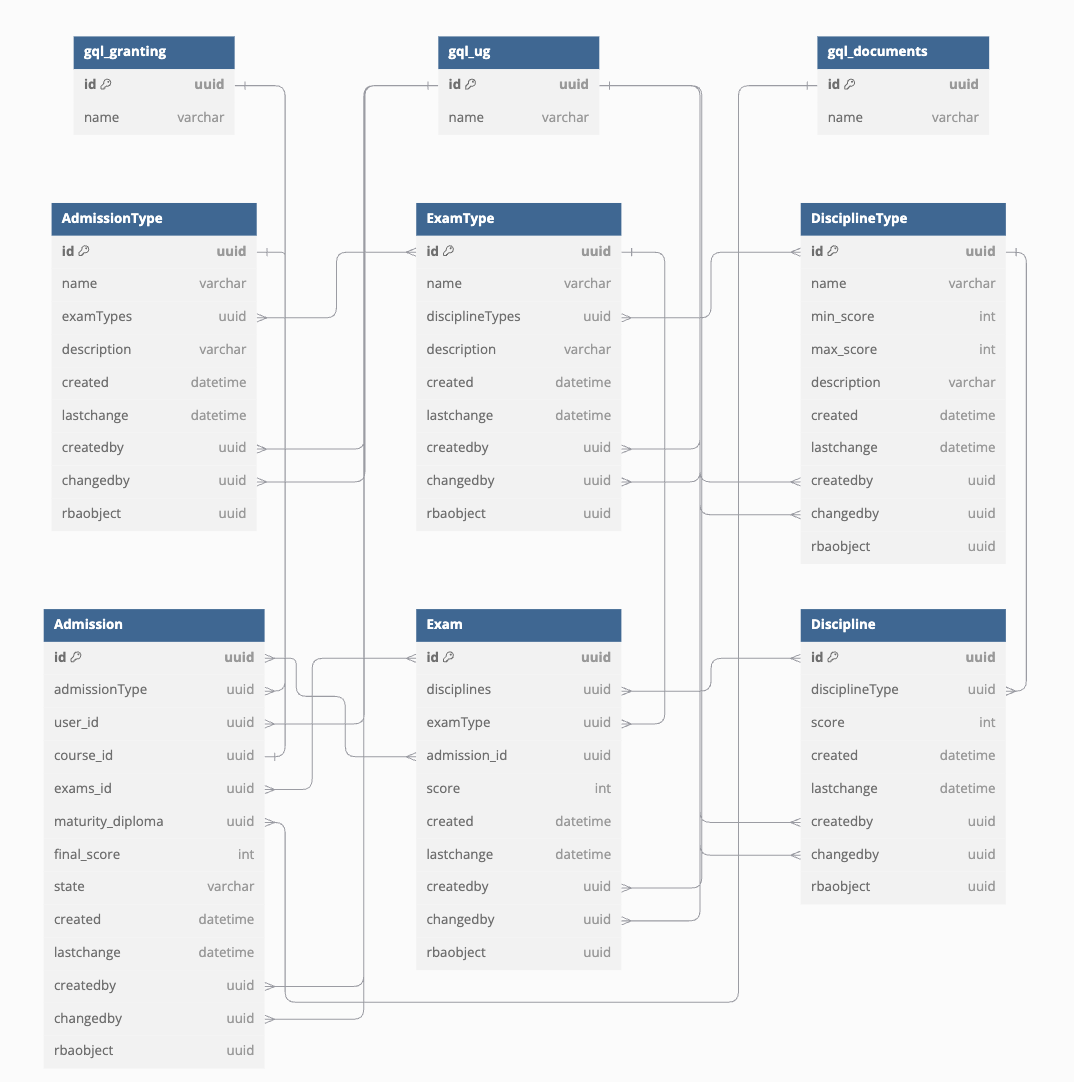 gql_granting
id uuid
name varchar
gql_ug
id uuid
name varchar
gql_documents
id uuid
name varchar
AdmissionType
id uuid
name varchar
examTypes uuid
description varchar
created datetime
lastchange datetime
createdby uuid
changedby uuid
rbaobject uuid
ExamType
id uuid
name varchar
disciplineTypes uuid
description varchar
created datetime
lastchange datetime
createdby uuid
changedby uuid
rbaobject uuid
DisciplineType
id uuid
name varchar
min_score int
max_score int
description varchar
created datetime
lastchange datetime
createdby uuid
changedby uuid
rbaobject uuid
Admission
id uuid
admissionType uuid
user_id uuid
course_id uuid
exams_id uuid
maturity_diploma uuid
final_score int
state varchar
created datetime
lastchange datetime
createdby uuid
changedby uuid
rbaobject uuid
Exam
id uuid
disciplines uuid
examType uuid
admission_id uuid
score int
created datetime
lastchange datetime
createdby uuid
changedby uuid
rbaobject uuid
Discipline
id uuid
disciplineType uuid
score int
created datetime
lastchange datetime
createdby uuid
changedby uuid
rbaobject uuid